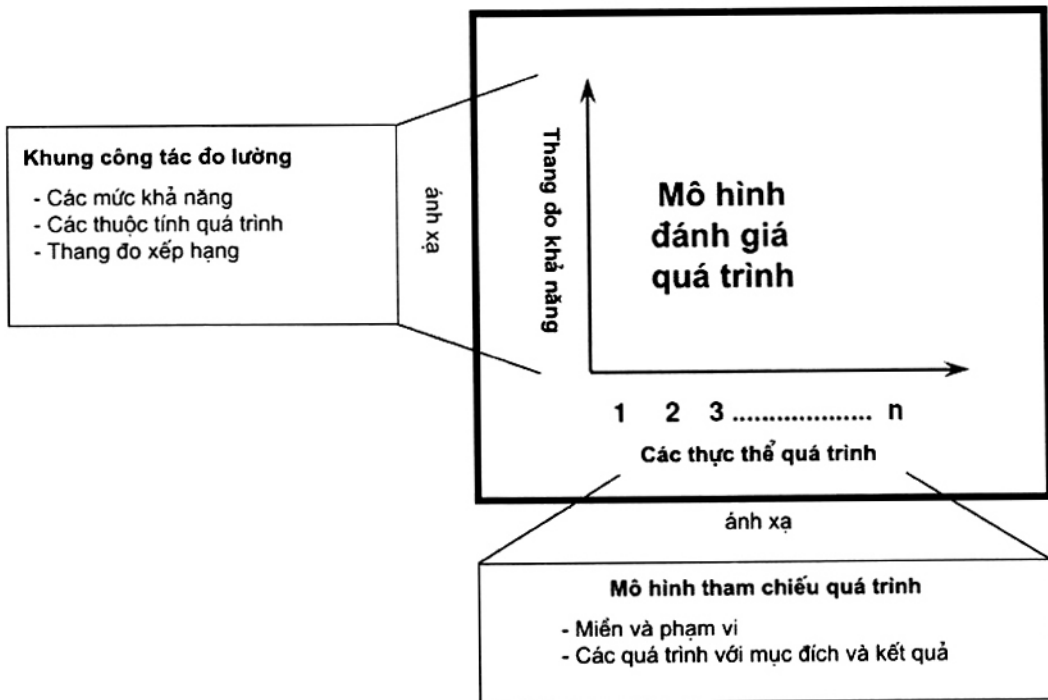 Khung công tác đo lường
- Các mức khả năng
- Các thuộc tính quá trình
- Thang đo xếp hạng
ánh xạ
Thang đo khả năng
Mô hình
đánh giá
quá trình
1 2 3 ................... n
Các thực thể quá trình
ánh xạ
Mô hình tham chiếu quá trình
- Miền và phạm vi
- Các quá trình với mục đích và kết quả